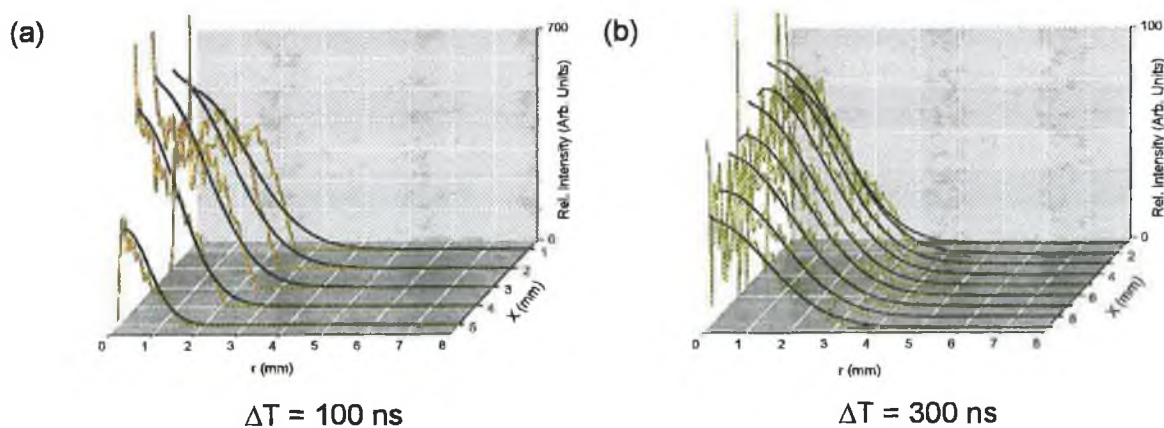 (a)
700
Rel. Intensity (Arb. Units)
0
1
2
3
4
5
X (mm)
0 1 2 3 4 5 6 7 8
r (mm)
ΔT = 100 ns
(b)
100
Rel. Intensity (Arb. Units)
0
2
4
6
8
X (mm)
0 1 2 3 4 5 6 7 8
r (mm)
ΔT = 300 ns